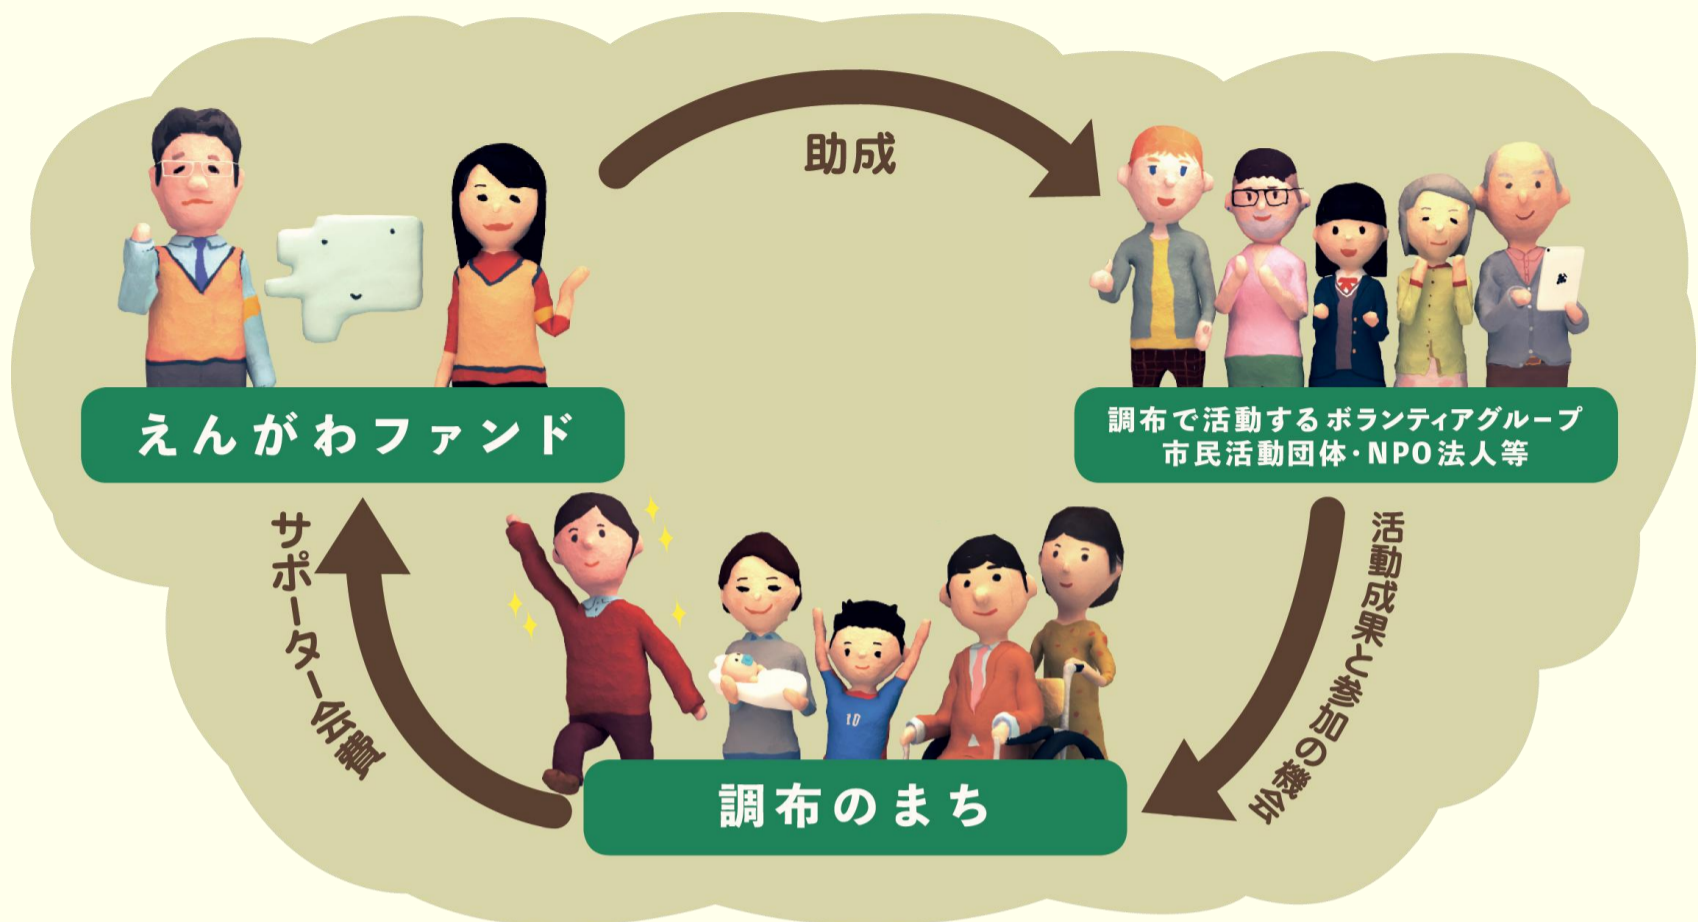 助成
えんがわファンド
調布で活動するボランティアグループ
市民活動団体・NPO法人等
サポーター会費
活動成果と参加の機会
10
調布のまち